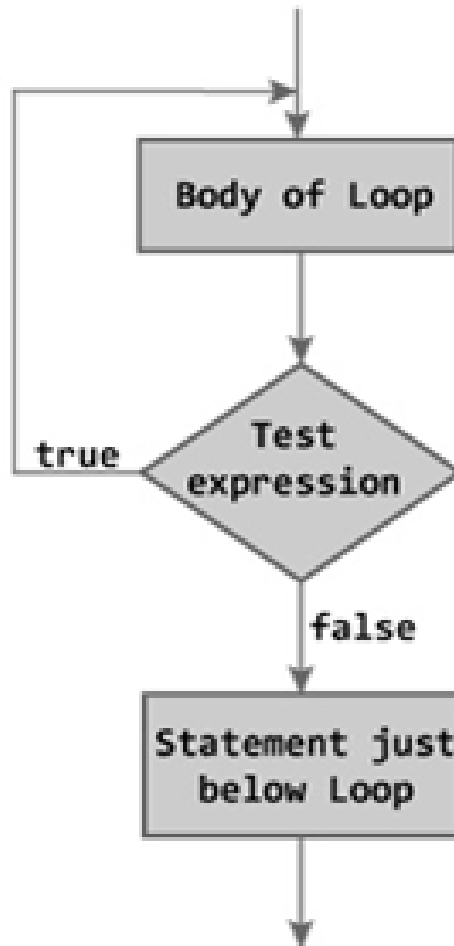 Body of Loop
Test
expression
true
false
Statement just
below Loop